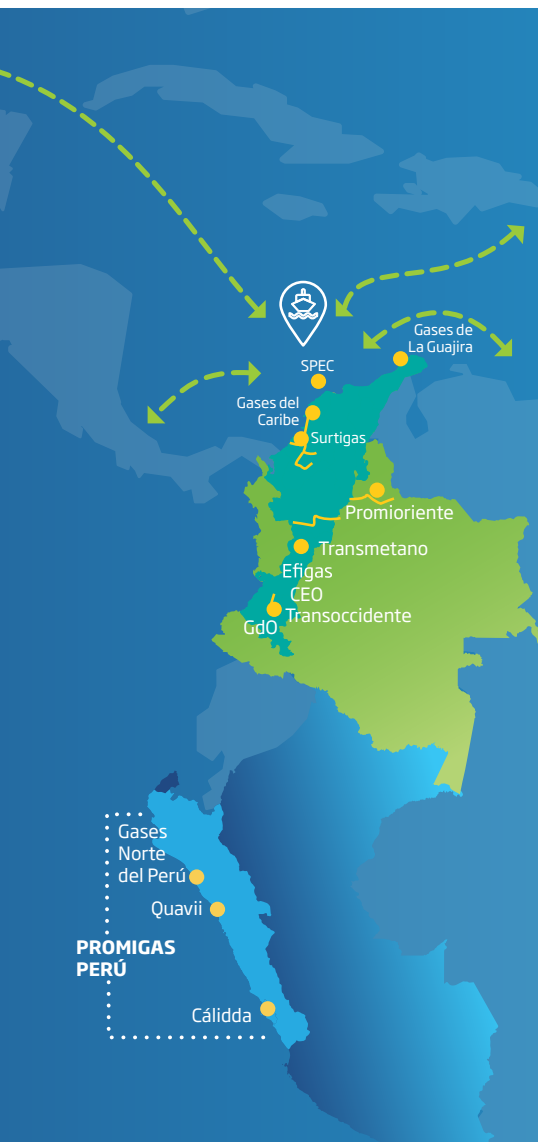 Gases de
La Guajira
SPEC
Gases del
Caribe
Surtigas
Promioriente
Transmetano
Efigas
CEO
Transoccidente
GdO
Gases
Norte
del Perú
Quavii
PROMIGAS
PERÚ
Cálidda